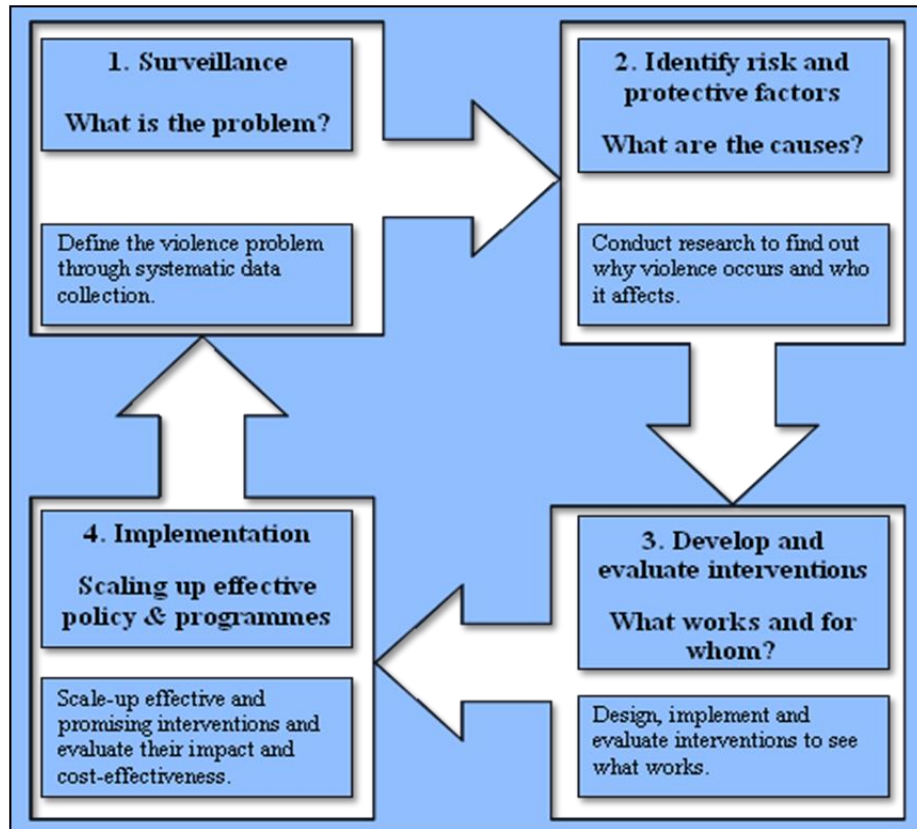 1. Surveillance
What is the problem?
Define the violence problem
through systematic data
collection.
2. Identify risk and
protective factors
What are the causes?
Conduct research to find out
why violence occurs and who
it affects.
3. Develop and
evaluate interventions
What works and for
whom?
Design, implement and
evaluate interventions to see
what works.
4. Implementation
Scaling up effective
policy & programmes
Scale-up effective and
promising interventions and
evaluate their impact and
cost-effectiveness.